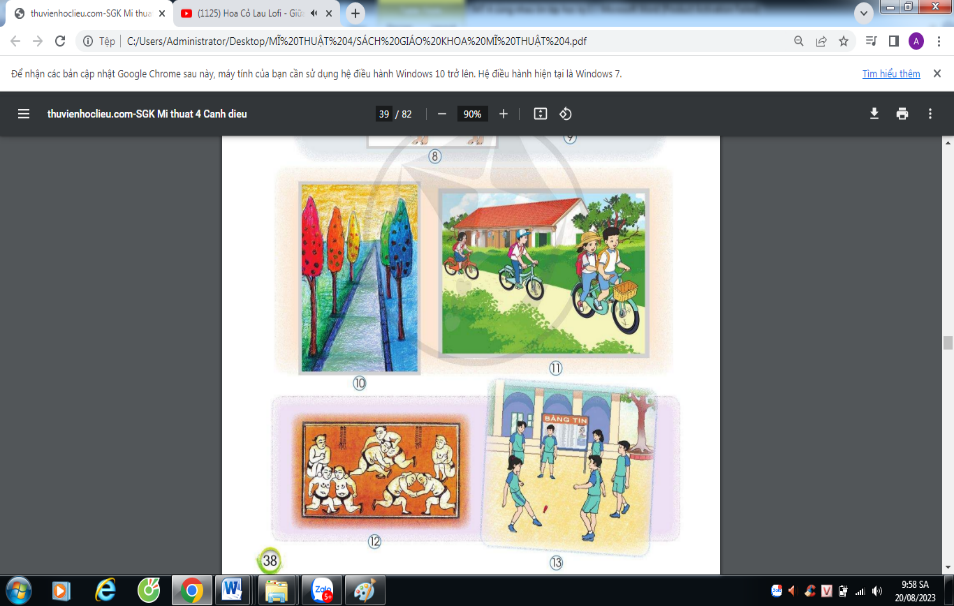 thuvienhoclieu.com-SGK Mi thua
(1125) Hoa Cỏ Lau Lofi - Giữ
Tệp
C:/Users/Administrator/Desktop/MĨ%20THUẬT%204/SÁCH%20GIÁO%20KHOA%20MĨ%20THUẬT%204.pdf
A
Để nhận các bản cập nhật Google Chrome sau này, máy tính của bạn cần sử dụng hệ điều hành Windows 10 trở lên. Hệ điều hành hiện tại là Windows 7.
Tìm hiểu thêm
thuvienhoclieu.com-SGK Mi thuat 4 Canh dieu
39 / 82
90%
8
9
10
11
BẢNG TIN
12
38
13
Zalo
5+
9:58 SA
20/08/2023